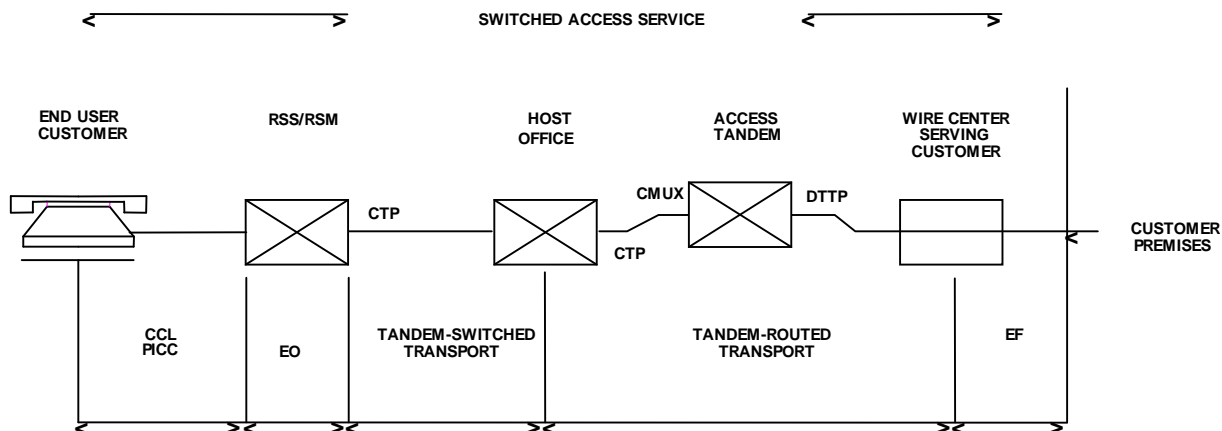 SWITCHED ACCESS SERVICE
END USER
CUSTOMER
RSS/RSM
HOST
OFFICE
ACCESS
TANDEM
WIRE CENTER
SERVING
CUSTOMER
CTP
CTP
CMUX
DTTP
CUSTOMER
PREMISES
CCL
PICC
EO
TANDEM-SWITCHED
TRANSPORT
TANDEM-ROUTED
TRANSPORT
EF